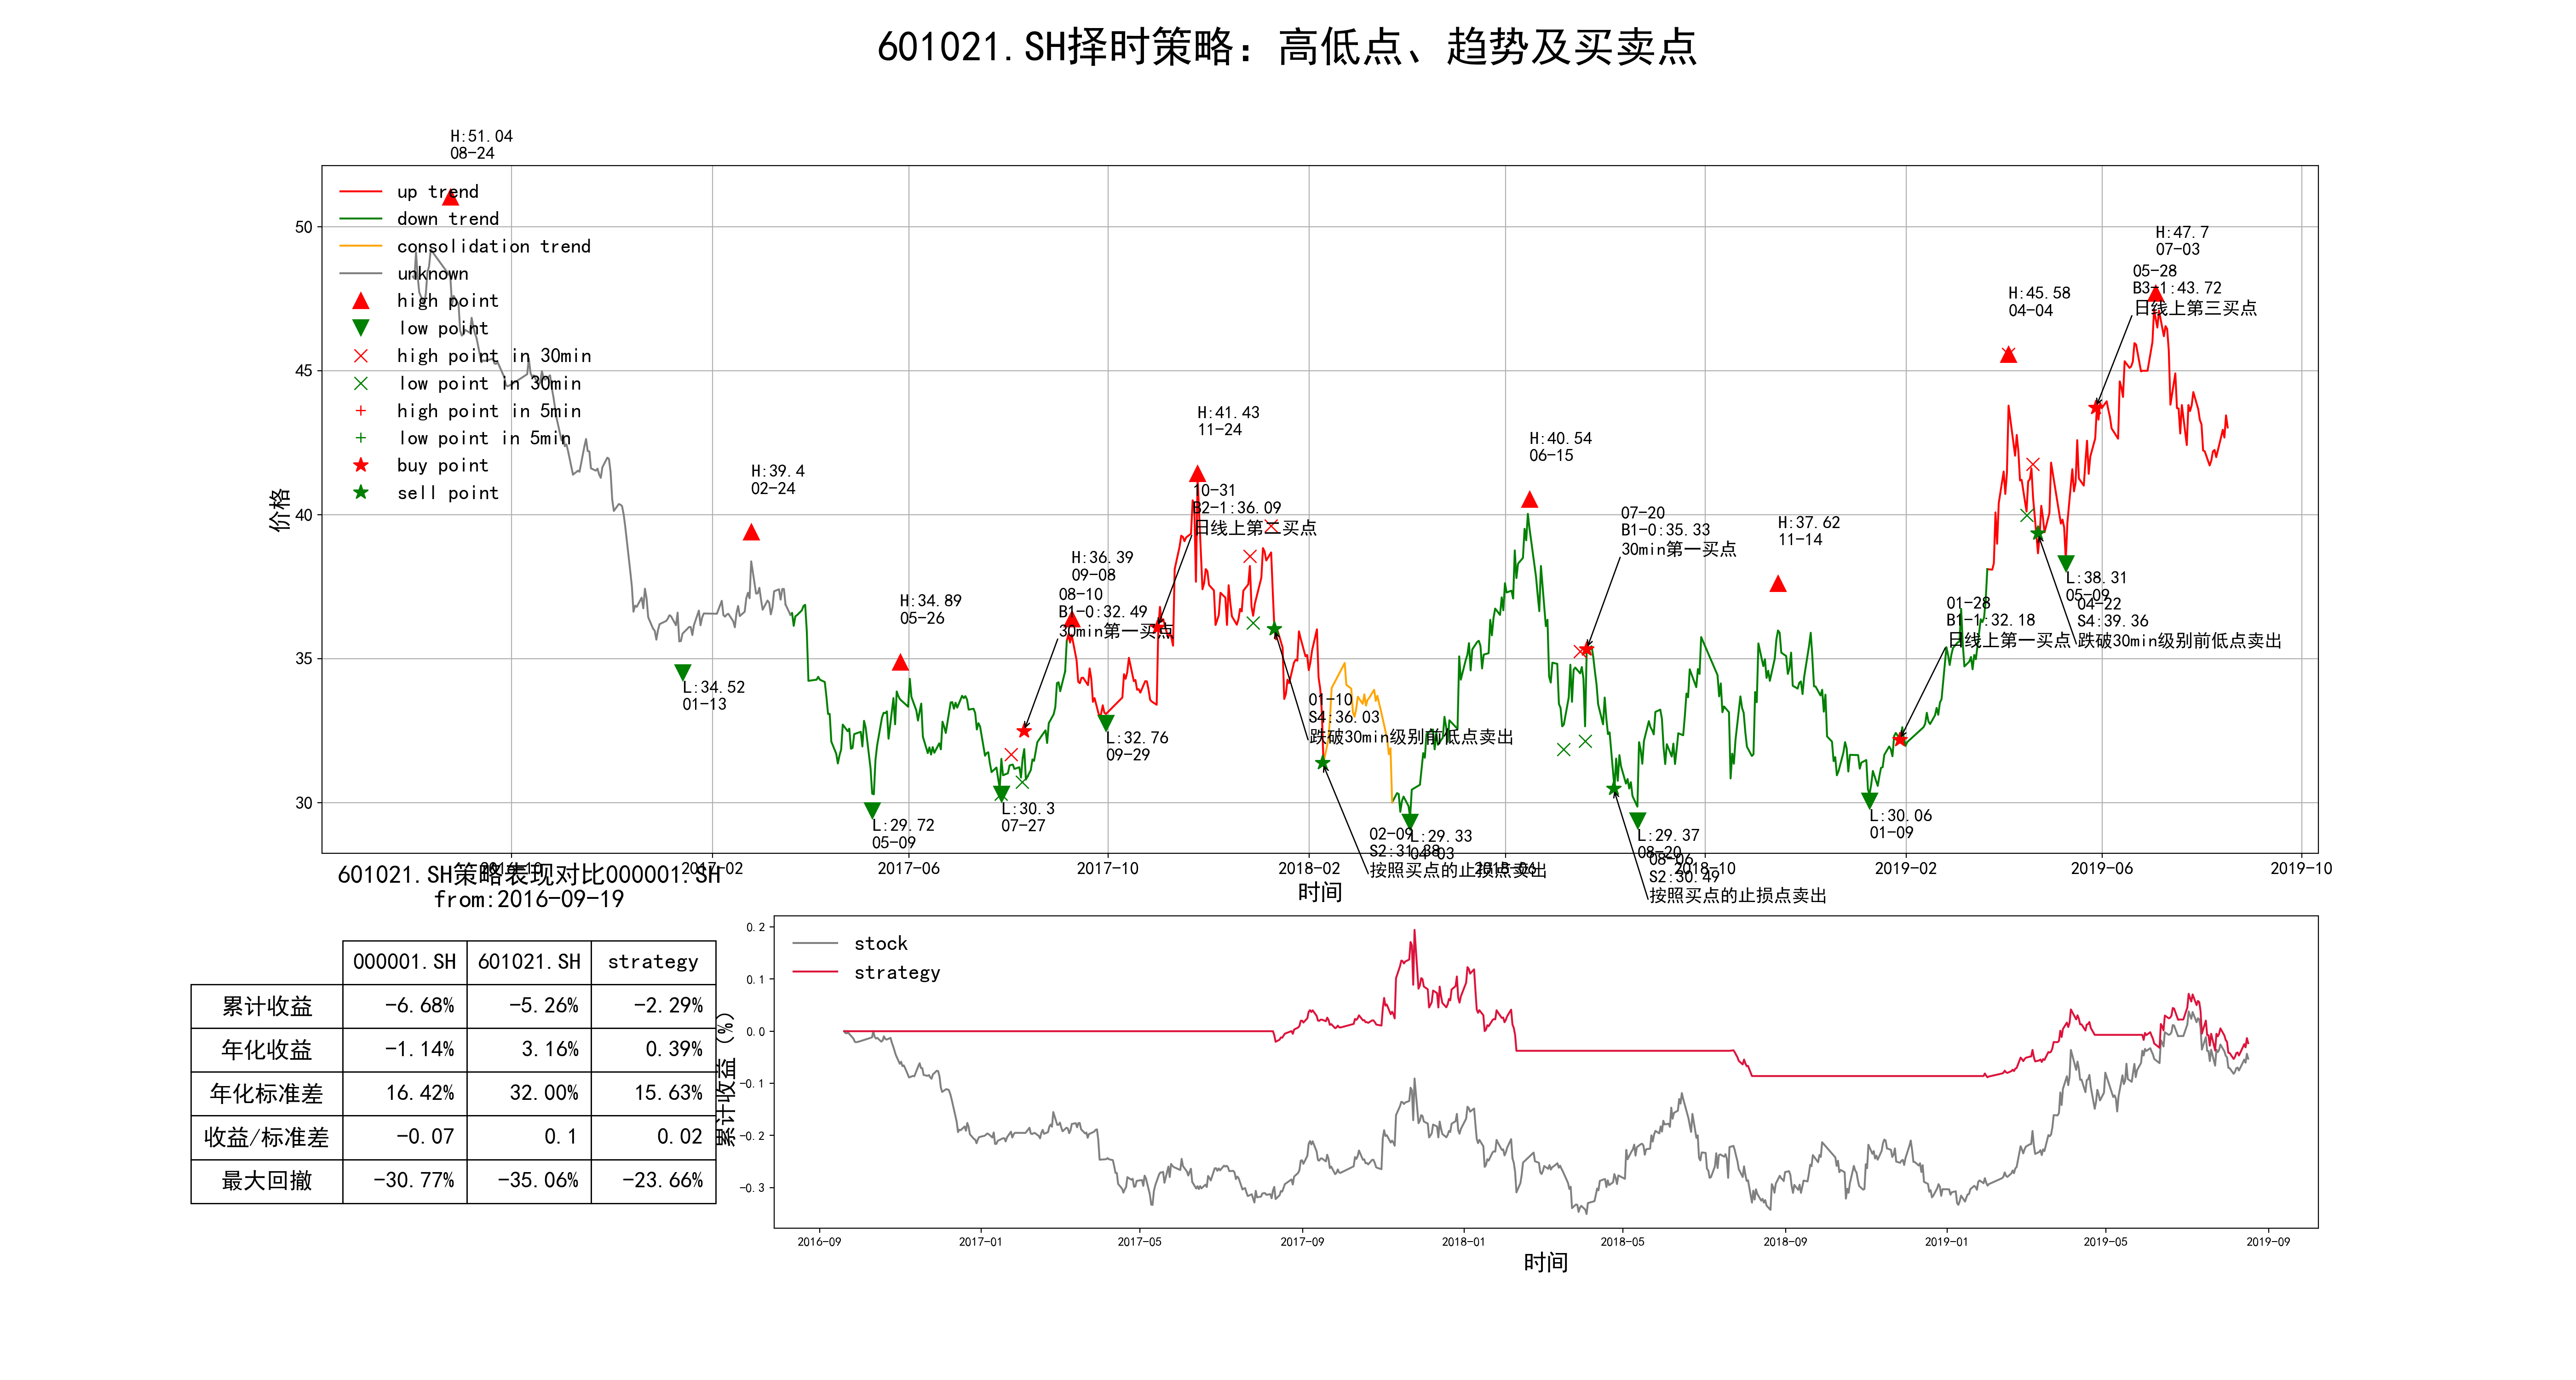 601021.SH择时策略：高低点、趋势及买卖点
H:51.04
08-24
up trend
down trend
consolidation trend
unknown
high point
low point
high point in 30min
low point in 30min
high point in 5min
low point in 5min
buy point
sell point
价格
50
45
40
35
30
L:34.52
01-13
H:39.4
02-24
L:29.72
05-09
H:34.89
05-26
L:30.3
07-27
08-10
B1-0:32.49
30min第一买点
H:36.39
09-08
L:32.76
09-29
10-31
B2-1:36.09
日线上第二买点
H:41.43
11-24
01-10
S4:36.03
跌破30min级别前低点卖出
02-09
S2:31.38
按照买点的止损点卖出
L:29.33
04-03
H:40.54
06-15
07-20
B1-0:35.33
30min第一买点
08-06
S2:30.49
按照买点的止损点卖出
L:29.37
08-20
H:37.62
11-14
L:30.06
01-09
01-28
B1-1:32.18
日线上第一买点
H:45.58
04-04
04-22
S4:39.36
跌破30min级别前低点卖出
L:38.31
05-09
05-28
B3-1:43.72
日线上第三买点
H:47.7
07-03
2016-10
2017-02
2017-06
2017-10
2018-02
2018-06
2018-10
2019-02
2019-06
2019-10
时间
601021.SH策略表现对比000001.SH
from:2016-09-19
000001.SH 601021.SH strategy
累计收益 -6.68% -5.26% -2.29%
年化收益 -1.14% 3.16% 0.39%
年化标准差 16.42% 32.00% 15.63%
收益/标准差 -0.07 0.1 0.02
最大回撤 -30.77% -35.06% -23.66%
累计收益（%）
0.2
0.1
0.0
-0.1
-0.2
-0.3
stock
strategy
2016-09
2017-01
2017-05
2017-09
2018-01
2018-05
2018-09
2019-01
2019-05
2019-09
时间